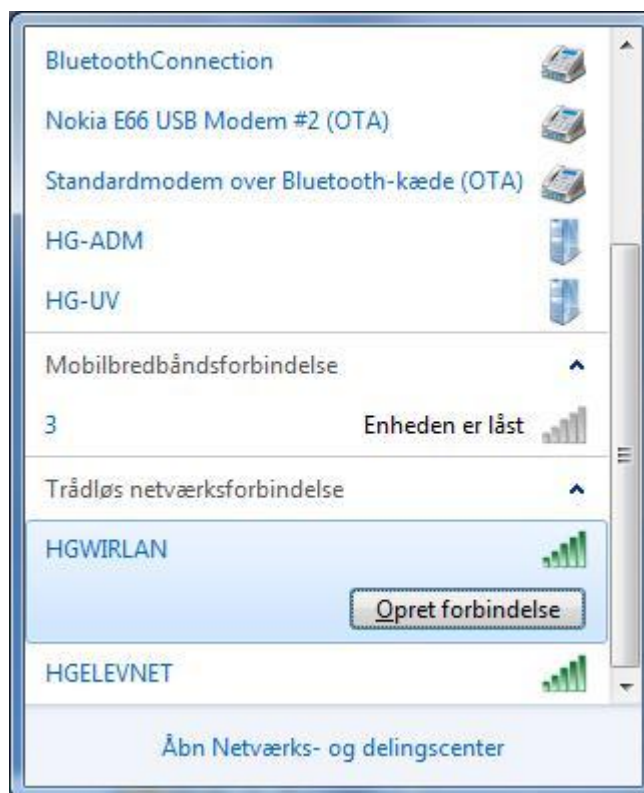 BluetoothConnection
Nokia E66 USB Modem #2 (OTA)
Standardmodem over Bluetooth-kæde (OTA)
HG-ADM
HG-UV
Mobilbredbåndsforbindelse
3 Enheden er låst
Trådløs netværksforbindelse
HGWIRLAN
Opret forbindelse
HGELEVNET
Åbn Netværks- og delingscenter